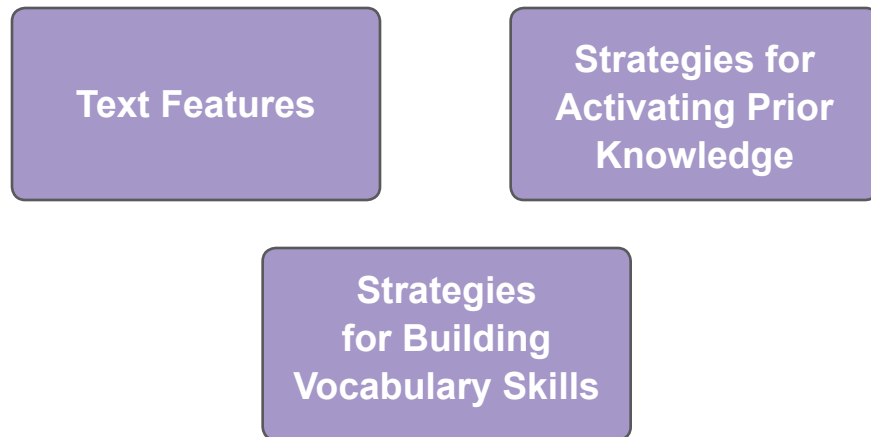 Text Features
Strategies for
Activating Prior
Knowledge
Strategies
for Building
Vocabulary Skills